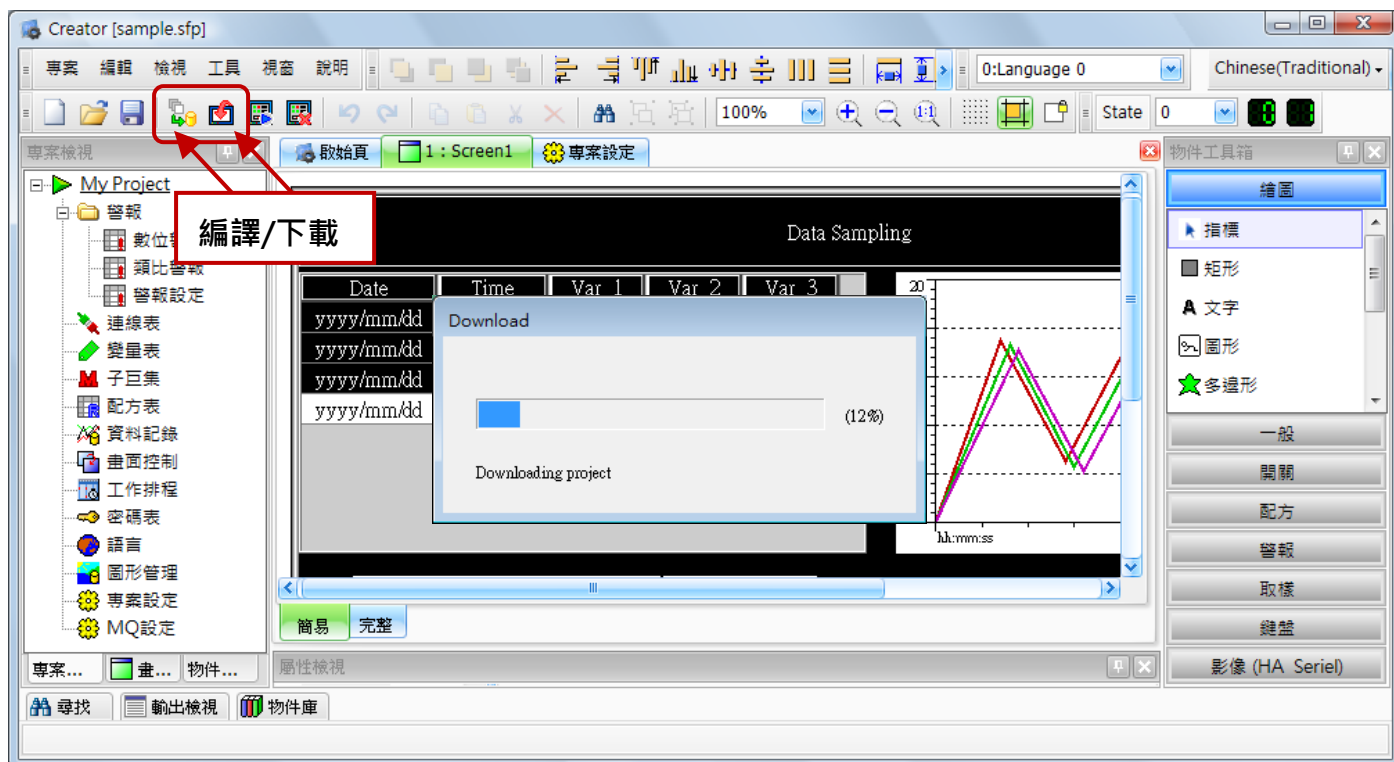 Creator [sample.sfp]
專案 編輯 檢視 工具 視窗 說明 0:Language 0 Chinese(Traditional)
100% State 0
專案檢視
啟始頁 1 : Screen1 專案設定
物件工具箱
My Project
警報
數位
類比警報
警報設定
連線表
變量表
子巨集
配方表
資料記錄
畫面控制
工作排程
密碼表
語言
圖形管理
專案設定
MQ設定
編譯/下載
Data Sampling
Date Time Var 1 Var 2 Var 3
yyyy/mm/dd
yyyy/mm/dd
yyyy/mm/dd
yyyy/mm/dd
20
hh:mm:ss
Download
(12%)
Downloading project
繪圖
指標
矩形
文字
圖形
多邊形
一般
開關
配方
警報
取樣
鍵盤
影像 (HA Seriel)
簡易 完整
專案... 畫... 物件...
屬性檢視
尋找 輸出檢視 物件庫